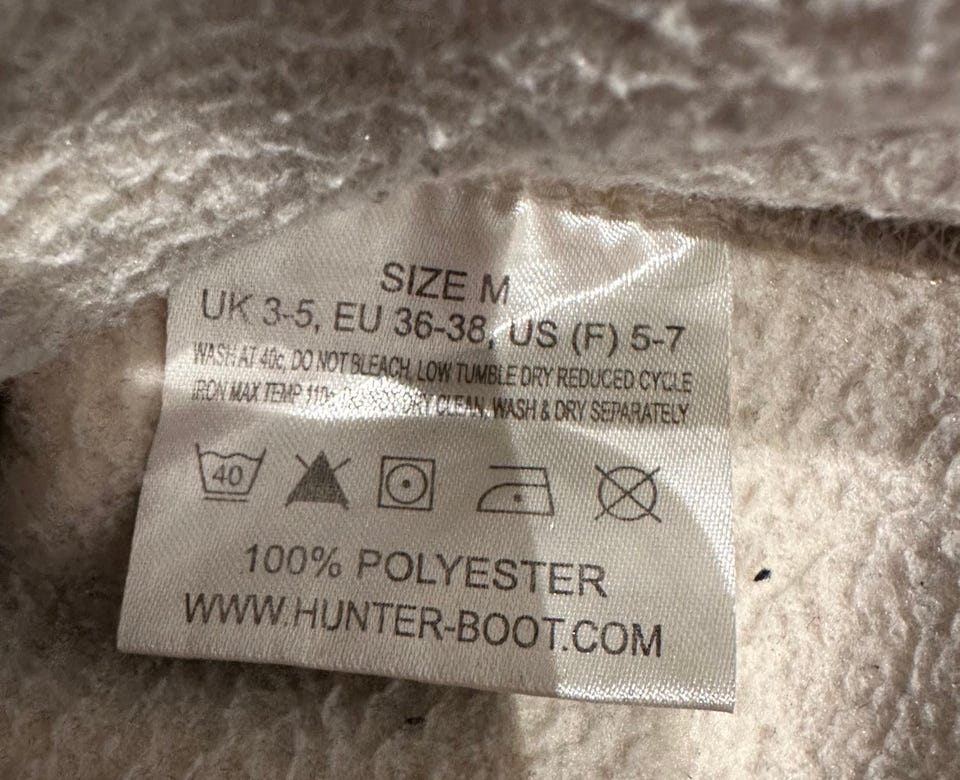 SIZE M
UK 3-5, EU 36-38, US (F) 5-7
WASH AT 40c, DO NOT BLEACH, LOW TUMBLE DRY REDUCED CYCLE
IRON MAX TEMP 110c DRY CLEAN, WASH & DRY SEPARATELY
40
100% POLYESTER
WWW.HUNTER-BOOT.COM